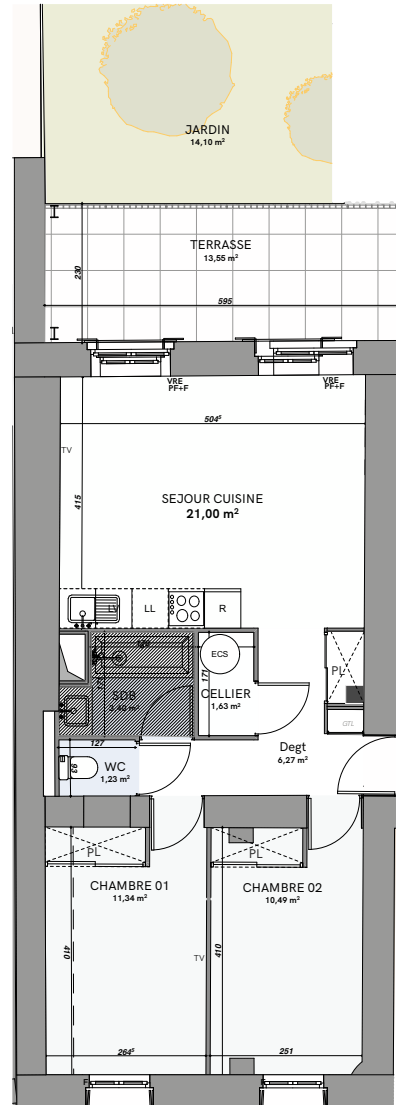 JARDIN
14,10 m²
TERRASSE
13,55 m²
230
595
VRE
PF+F
VRE
PF+F
504⁵
TV
415
SEJOUR CUISINE
21,00 m²
LV
LL
R
170
ECS
171
PL
SDB
3,40 m²
CELLIER
1,63 m²
GTL
127
WC
1,23 m²
93
Degt
6,27 m²
PL
PL
CHAMBRE 01
11,34 m²
CHAMBRE 02
10,49 m²
410
410
TV
264⁵
251